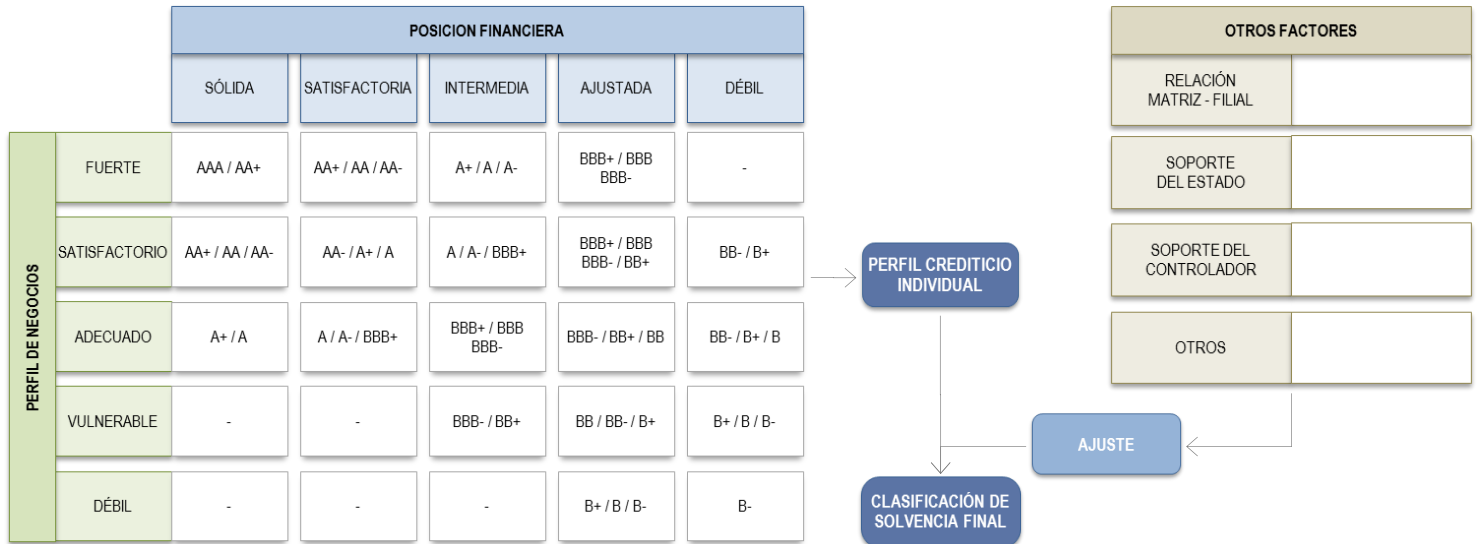 POSICION FINANCIERA
SÓLIDA
SATISFACTORIA
INTERMEDIA
AJUSTADA
DÉBIL
PERFIL DE NEGOCIOS
FUERTE
AAA / AA+
AA+ / AA / AA-
A+ / A / A-
BBB+ / BBB
BBB-
-
SATISFACTORIO
AA+ / AA / AA-
AA- / A+ / A
A / A- / BBB+
BBB+ / BBB
BBB- / BB+
BB- / B+
ADECUADO
A+ / A
A / A- / BBB+
BBB+ / BBB
BBB-
BBB- / BB+ / BB
BB- / B+ / B
VULNERABLE
-
-
BBB- / BB+
BB / BB- / B+
B+ / B / B-
DÉBIL
-
-
-
B+ / B / B-
B-
PERFIL CREDITICIO
INDIVIDUAL
OTROS FACTORES
RELACIÓN
MATRIZ - FILIAL
SOPORTE
DEL ESTADO
SOPORTE DEL
CONTROLADOR
OTROS
AJUSTE
CLASIFICACIÓN DE
SOLVENCIA FINAL